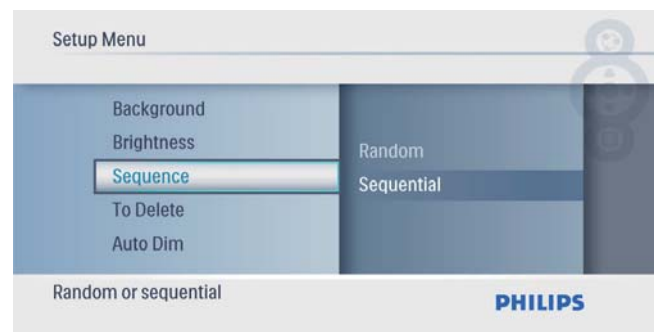 Setup Menu
Background
Brightness
Sequence
To Delete
Auto Dim
Random
Sequential
Random or sequential
PHILIPS